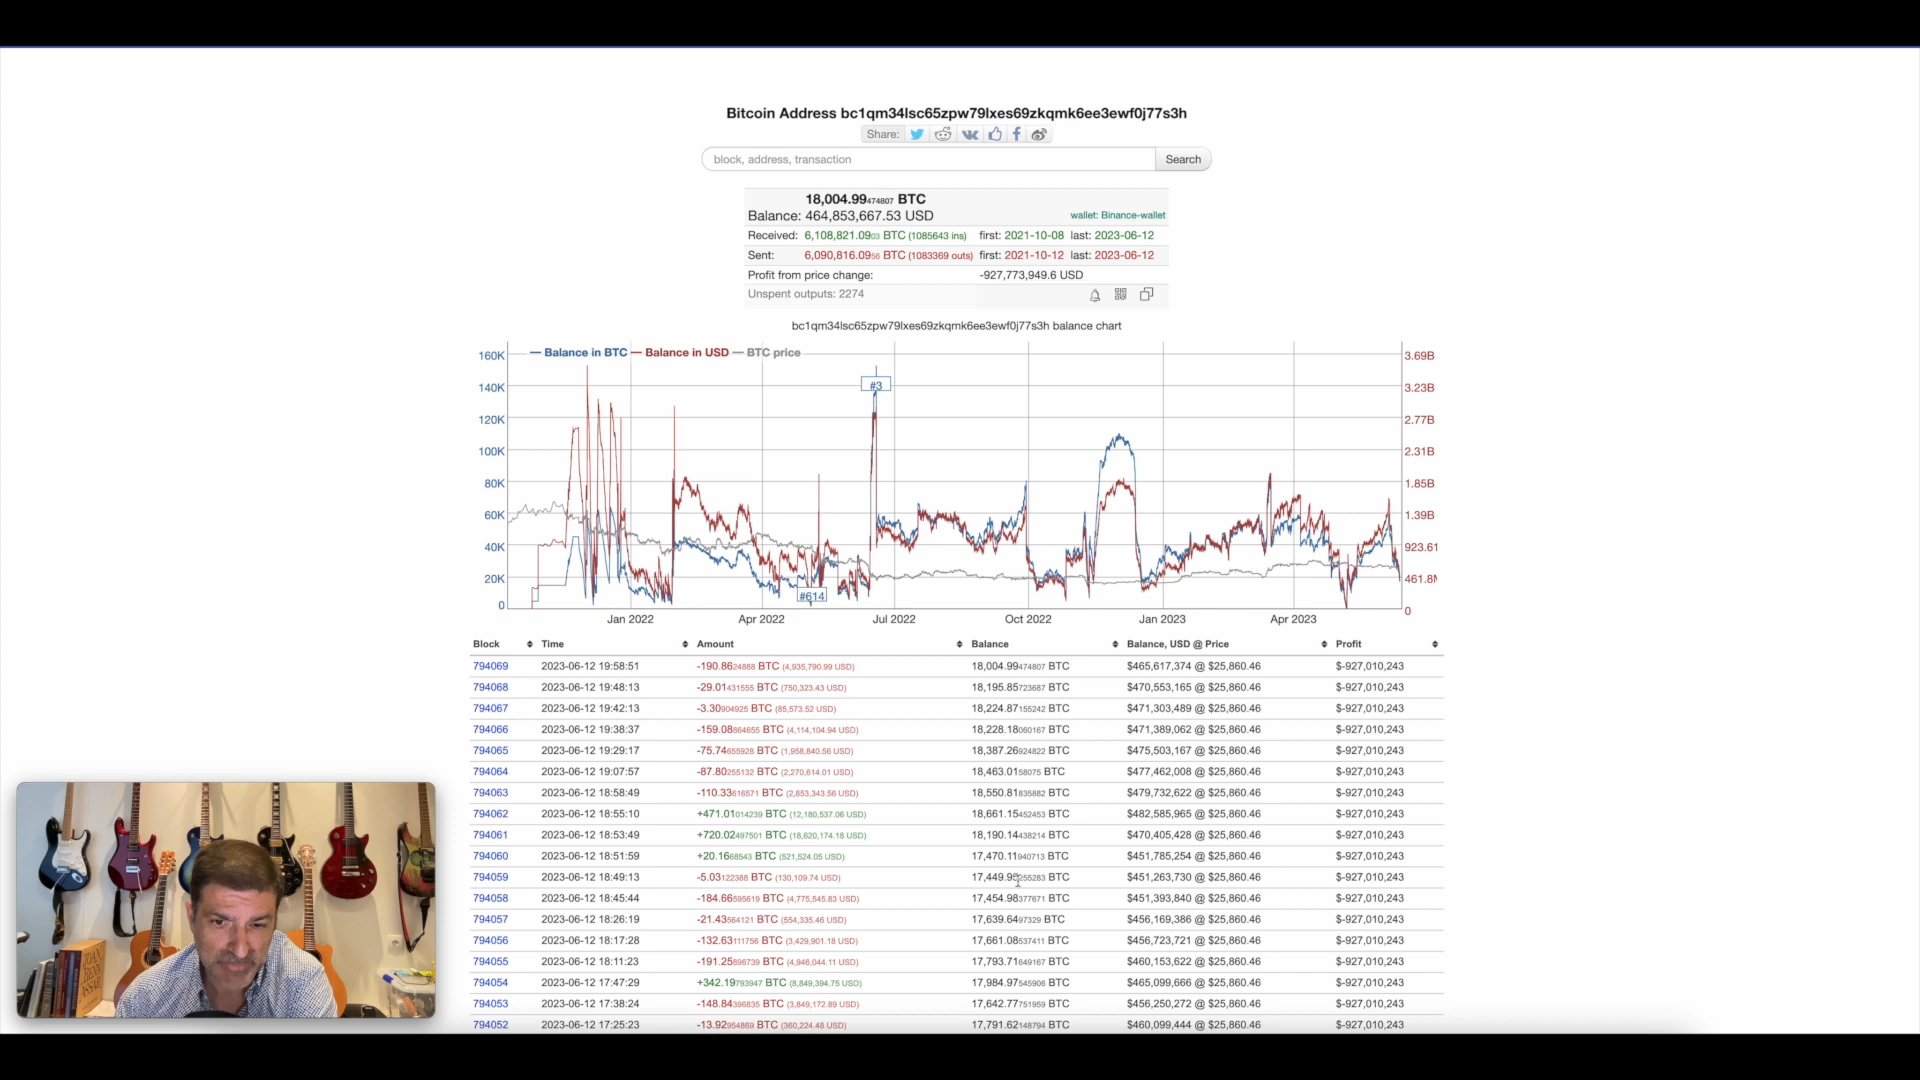 Bitcoin Address bc1qm34lsc65zpw79lxes69zkqmk6ee3ewf0j77s3h
Share:
block, address, transaction Search
18,004.99474807 BTC
Balance: 464,853,667.53 USD wallet: Binance-wallet
Received: 6,108,821.0903 BTC (1085643 ins) first: 2021-10-08 last: 2023-06-12
Sent: 6,090,816.0956 BTC (1083369 outs) first: 2021-10-12 last: 2023-06-12
Profit from price change: -927,773,949.6 USD
Unspent outputs: 2274
bc1qm34lsc65zpw79lxes69zkqmk6ee3ewf0j77s3h balance chart
Balance in BTC Balance in USD BTC price
160K 3.69B
140K #3 3.23B
120K 2.77B
100K 2.31B
80K 1.85B
60K 1.39B
40K 923.61
20K 461.8M
#614
0 0
Jan 2022 Apr 2022 Jul 2022 Oct 2022 Jan 2023 Apr 2023
Block Time Amount Balance Balance, USD @ Price Profit
794069 2023-06-12 19:58:51 -190.8624888 BTC (4,935,790.99 USD) 18,004.99474807 BTC $465,617,374 @ $25,860.46 $-927,010,243
794068 2023-06-12 19:48:13 -29.01431555 BTC (750,323.43 USD) 18,195.85723687 BTC $470,553,165 @ $25,860.46 $-927,010,243
794067 2023-06-12 19:42:13 -3.30904925 BTC (85,573.52 USD) 18,224.87155242 BTC $471,303,489 @ $25,860.46 $-927,010,243
794066 2023-06-12 19:38:37 -159.08864655 BTC (4,114,104.94 USD) 18,228.18060167 BTC $471,389,062 @ $25,860.46 $-927,010,243
794065 2023-06-12 19:29:17 -75.74655928 BTC (1,958,840.56 USD) 18,387.26924822 BTC $475,503,167 @ $25,860.46 $-927,010,243
794064 2023-06-12 19:07:57 -87.80255132 BTC (2,270,614.01 USD) 18,463.0158075 BTC $477,462,008 @ $25,860.46 $-927,010,243
794063 2023-06-12 18:58:49 -110.33616571 BTC (2,853,343.56 USD) 18,550.81835882 BTC $479,732,622 @ $25,860.46 $-927,010,243
794062 2023-06-12 18:55:10 +471.01014239 BTC (12,180,537.06 USD) 18,661.15452453 BTC $482,585,965 @ $25,860.46 $-927,010,243
794061 2023-06-12 18:53:49 +720.02497501 BTC (18,620,174.18 USD) 18,190.14438214 BTC $470,405,428 @ $25,860.46 $-927,010,243
794060 2023-06-12 18:51:59 +20.1668543 BTC (521,524.05 USD) 17,470.11940713 BTC $451,785,254 @ $25,860.46 $-927,010,243
794059 2023-06-12 18:49:13 -5.03122388 BTC (130,109.74 USD) 17,449.95255283 BTC $451,263,730 @ $25,860.46 $-927,010,243
794058 2023-06-12 18:45:44 -184.66595619 BTC (4,775,545.83 USD) 17,454.98377671 BTC $451,393,840 @ $25,860.46 $-927,010,243
794057 2023-06-12 18:26:19 -21.43564121 BTC (554,335.46 USD) 17,639.6497329 BTC $456,169,386 @ $25,860.46 $-927,010,243
794056 2023-06-12 18:17:28 -132.63111756 BTC (3,429,901.18 USD) 17,661.08537411 BTC $456,723,721 @ $25,860.46 $-927,010,243
794055 2023-06-12 18:11:23 -191.25896739 BTC (4,946,044.11 USD) 17,793.71649167 BTC $460,153,622 @ $25,860.46 $-927,010,243
794054 2023-06-12 17:47:29 +342.19793947 BTC (8,849,394.75 USD) 17,984.97545906 BTC $465,099,666 @ $25,860.46 $-927,010,243
794053 2023-06-12 17:38:24 -148.84396835 BTC (3,849,172.89 USD) 17,642.77751959 BTC $456,250,272 @ $25,860.46 $-927,010,243
794052 2023-06-12 17:25:23 -13.92954869 BTC (360,224.48 USD) 17,791.62148794 BTC $460,099,444 @ $25,860.46 $-927,010,243